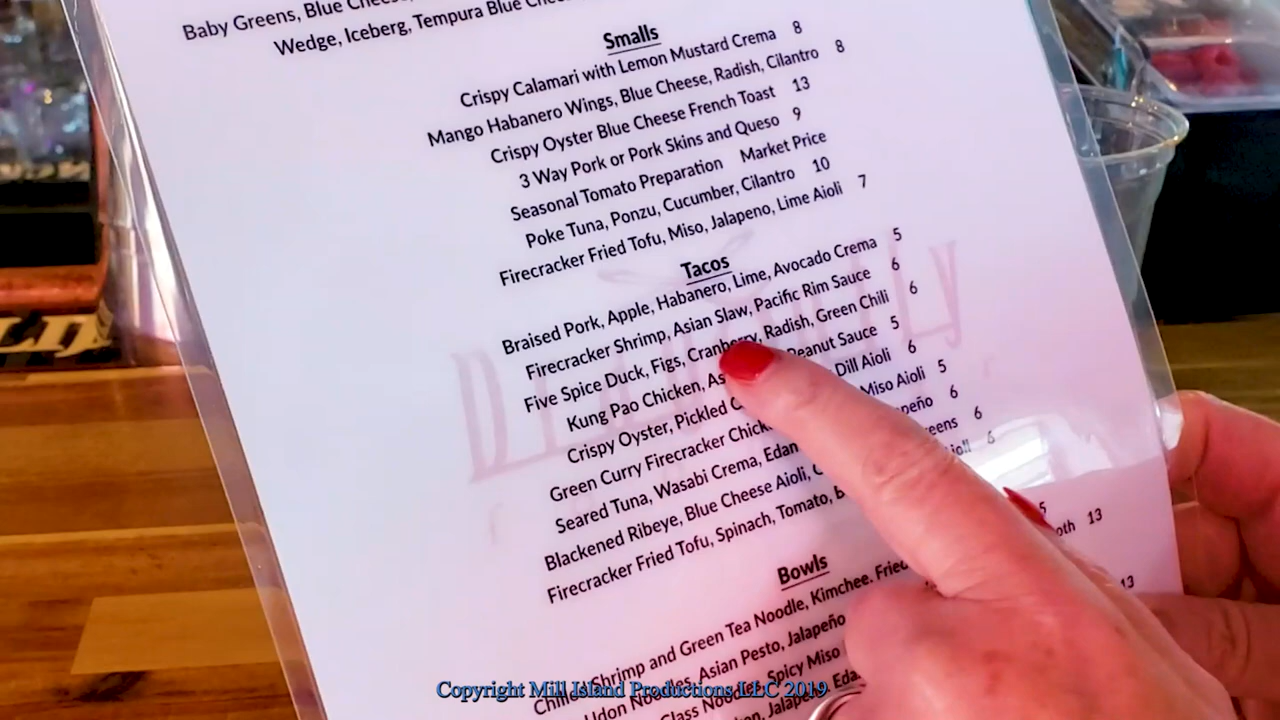 Baby Greens, Blue Cheese,
Wedge, Iceberg, Tempura Blue
Smalls
Crispy Calamari with Lemon Mustard Crema 8
Mango Habanero Wings, Blue Cheese, Radish, Cilantro 8
Crispy Oyster Blue Cheese French Toast 13
3 Way Pork or Pork Skins and Queso 9
Seasonal Tomato Preparation Market Price
Poke Tuna, Ponzu, Cucumber, Cilantro 10
Firecracker Fried Tofu, Miso, Jalapeno, Lime Aioli 7
Tacos
Braised Pork, Apple, Habanero, Lime, Avocado Crema 5
Firecracker Shrimp, Asian Slaw, Pacific Rim Sauce 6
Five Spice Duck, Figs, Cranberry, Radish, Green Chili 6
Kung Pao Chicken, Peanut Sauce 5
Crispy Oyster, Pickled Dill Aioli 6
Green Curry Firecracker Miso Aioli 5
Seared Tuna, Wasabi Crema, 6
Blackened Ribeye, Blue Cheese Aioli, 6
Firecracker Fried Tofu, Spinach, Tomato, 6
Bowls
5
Shrimp and Green Tea Noodle, Kimchee. 13
Udon Noodles, Asian Pesto, Jalapeño 13
Glass Noodle, Spicy Miso
Copyright Mill Island Productions LLC 2019